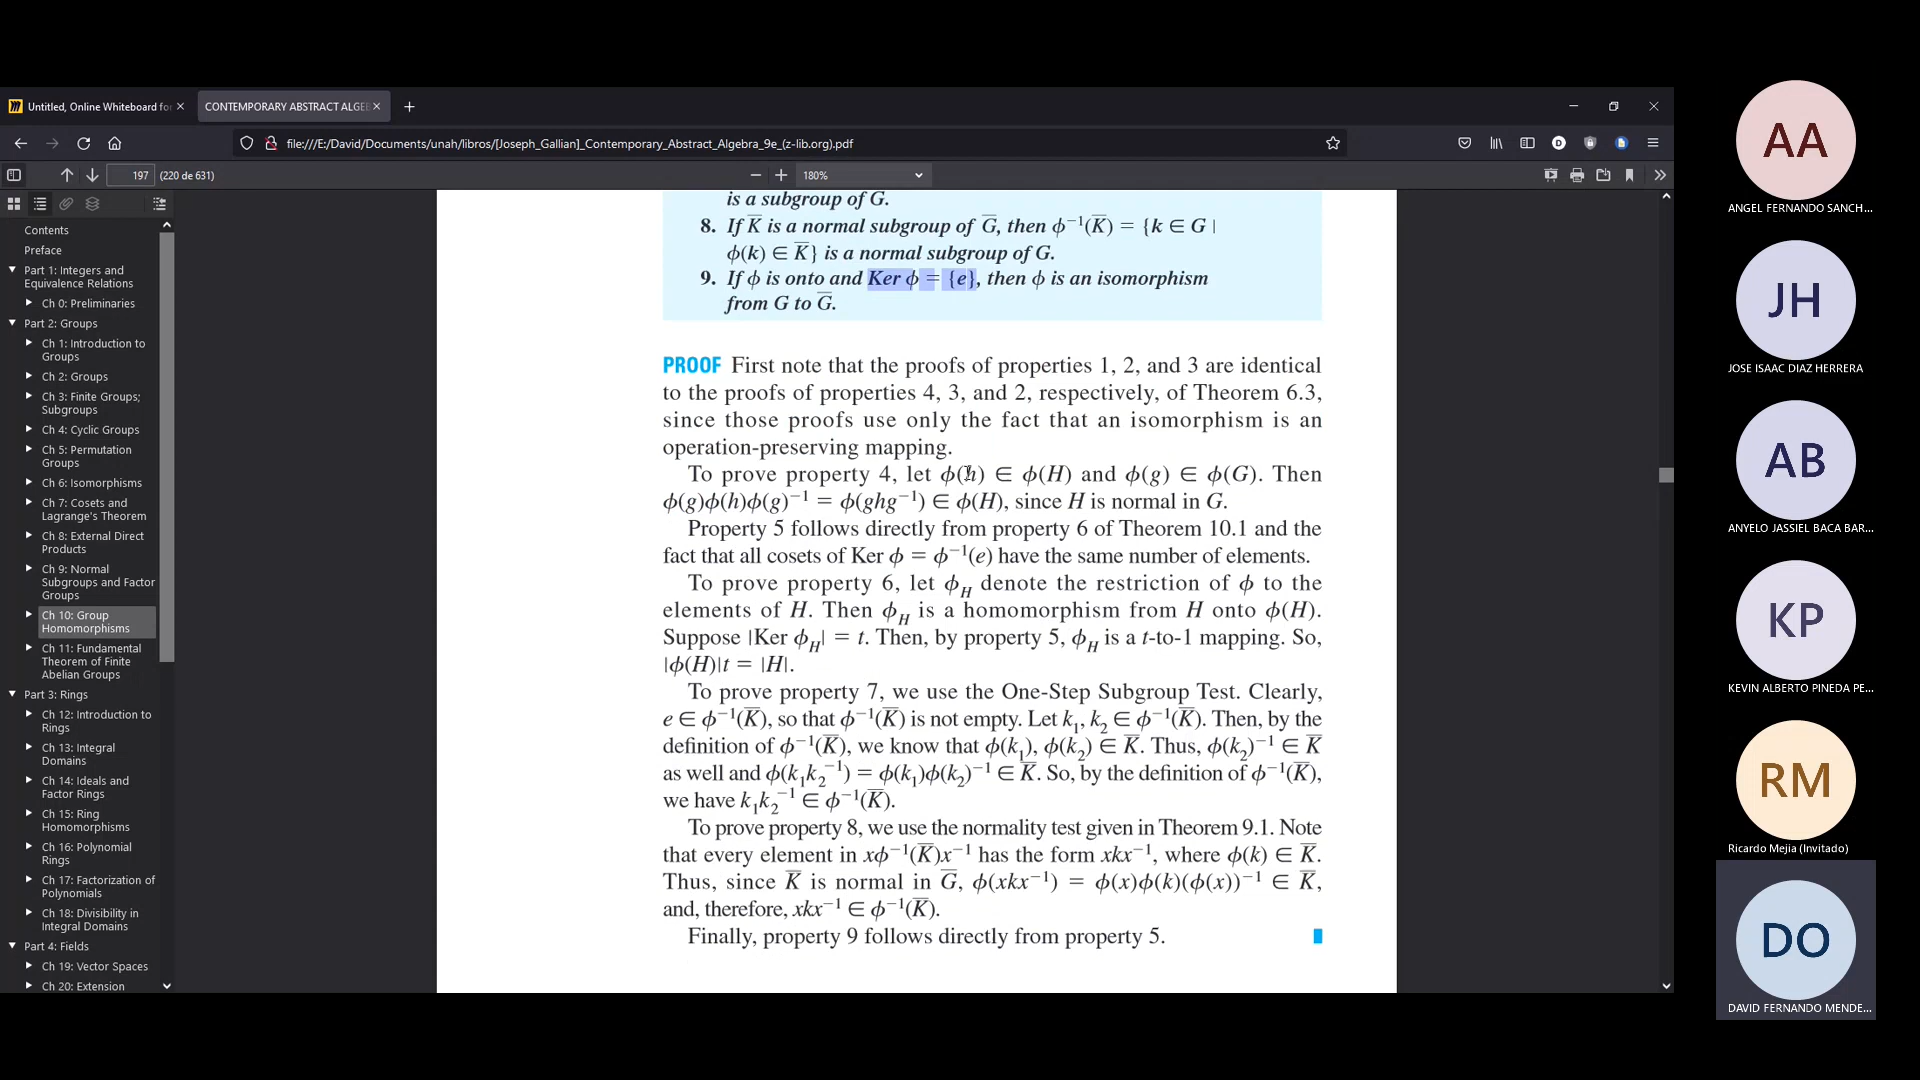 Untitled, Online Whiteboard fo
CONTEMPORARY ABSTRACT ALGEB
file:///E:/David/Documents/unah/libros/[Joseph_Gallian]_Contemporary_Abstract_Algebra_9e_(z-lib.org).pdf
197 (220 de 631)
180%
Contents
Preface
Part 1: Integers and
Equivalence Relations
Ch 0: Preliminaries
Part 2: Groups
Ch 1: Introduction to
Groups
Ch 2: Groups
Ch 3: Finite Groups;
Subgroups
Ch 4: Cyclic Groups
Ch 5: Permutation
Groups
Ch 6: Isomorphisms
Ch 7: Cosets and
Lagrange's Theorem
Ch 8: External Direct
Products
Ch 9: Normal
Subgroups and Factor
Groups
Ch 10: Group
Homomorphisms
Ch 11: Fundamental
Theorem of Finite
Abelian Groups
Part 3: Rings
Ch 12: Introduction to
Rings
Ch 13: Integral
Domains
Ch 14: Ideals and
Factor Rings
Ch 15: Ring
Homomorphisms
Ch 16: Polynomial
Rings
Ch 17: Factorization of
Polynomials
Ch 18: Divisibility in
Integral Domains
Part 4: Fields
Ch 19: Vector Spaces
Ch 20: Extension
is a subgroup of G.
8. If K̅ is a normal subgroup of G̅, then ϕ⁻¹(K̅) = {k ∈ G |
ϕ(k) ∈ K̅} is a normal subgroup of G.
9. If ϕ is onto and Ker ϕ = {e}, then ϕ is an isomorphism
from G to G̅.
PROOF First note that the proofs of properties 1, 2, and 3 are identical
to the proofs of properties 4, 3, and 2, respectively, of Theorem 6.3,
since those proofs use only the fact that an isomorphism is an
operation-preserving mapping.
To prove property 4, let ϕ(h) ∈ ϕ(H) and ϕ(g) ∈ ϕ(G). Then
ϕ(g)ϕ(h)ϕ(g)⁻¹ = ϕ(ghg⁻¹) ∈ ϕ(H), since H is normal in G.
Property 5 follows directly from property 6 of Theorem 10.1 and the
fact that all cosets of Ker ϕ = ϕ⁻¹(e) have the same number of elements.
To prove property 6, let ϕ_H denote the restriction of ϕ to the
elements of H. Then ϕ_H is a homomorphism from H onto ϕ(H).
Suppose |Ker ϕ_H| = t. Then, by property 5, ϕ_H is a t-to-1 mapping. So,
|ϕ(H)|t = |H|.
To prove property 7, we use the One-Step Subgroup Test. Clearly,
e ∈ ϕ⁻¹(K̅), so that ϕ⁻¹(K̅) is not empty. Let k₁, k₂ ∈ ϕ⁻¹(K̅). Then, by the
definition of ϕ⁻¹(K̅), we know that ϕ(k₁), ϕ(k₂) ∈ K̅. Thus, ϕ(k₂)⁻¹ ∈ K̅
as well and ϕ(k₁k₂⁻¹) = ϕ(k₁)ϕ(k₂)⁻¹ ∈ K̅. So, by the definition of ϕ⁻¹(K̅),
we have k₁k₂⁻¹ ∈ ϕ⁻¹(K̅).
To prove property 8, we use the normality test given in Theorem 9.1. Note
that every element in xϕ⁻¹(K̅)x⁻¹ has the form xkx⁻¹, where ϕ(k) ∈ K̅.
Thus, since K̅ is normal in G̅, ϕ(xkx⁻¹) = ϕ(x)ϕ(k)(ϕ(x))⁻¹ ∈ K̅,
and, therefore, xkx⁻¹ ∈ ϕ⁻¹(K̅).
Finally, property 9 follows directly from property 5.
AA
ANGEL FERNANDO SANCH...
JH
JOSE ISAAC DIAZ HERRERA
AB
ANYELO JASSIEL BACA BAR...
KP
KEVIN ALBERTO PINEDA PE...
RM
Ricardo Mejia (Invitado)
DO
DAVID FERNANDO MENDE...